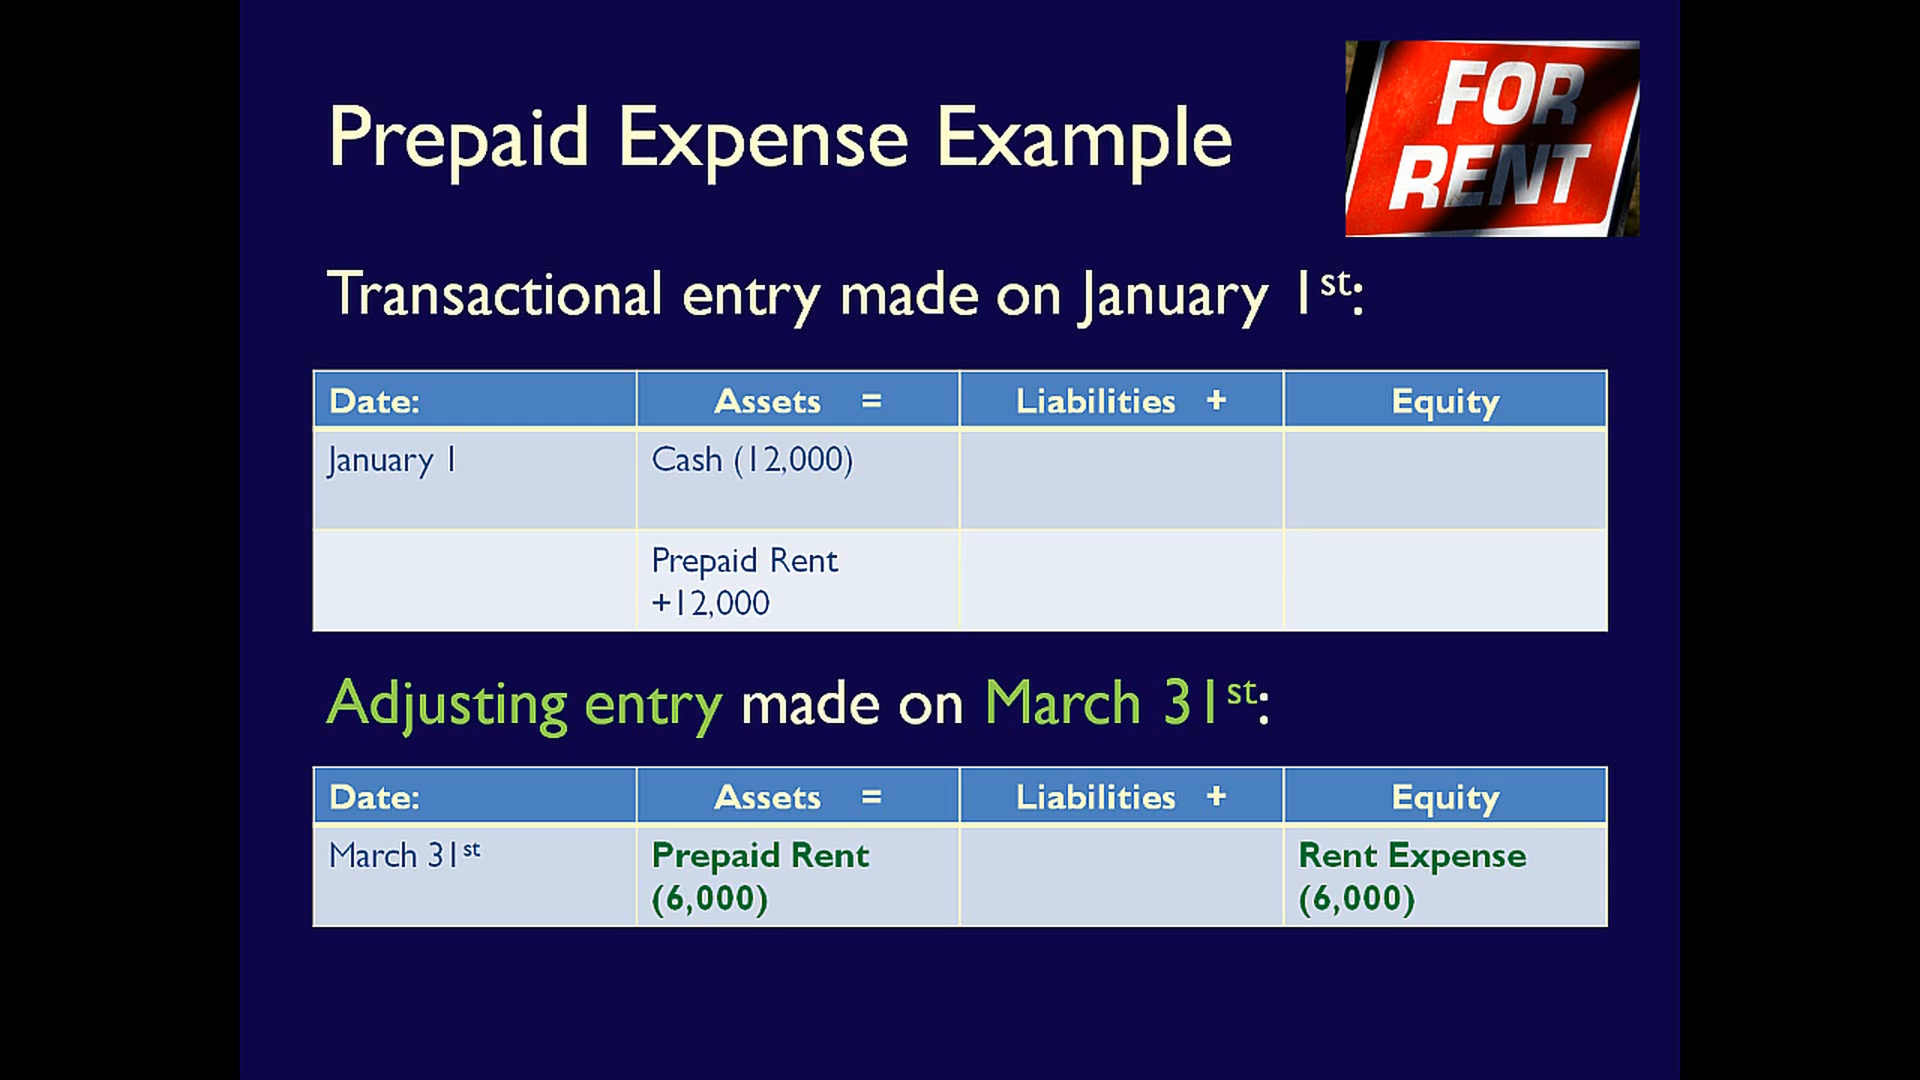 FOR
RENT
Prepaid Expense Example
Transactional entry made on January 1st:
Date: Assets = Liabilities + Equity
January 1 Cash (12,000)
Prepaid Rent
+12,000
Adjusting entry made on March 31st:
Date: Assets = Liabilities + Equity
March 31st Prepaid Rent Rent Expense
(6,000) (6,000)